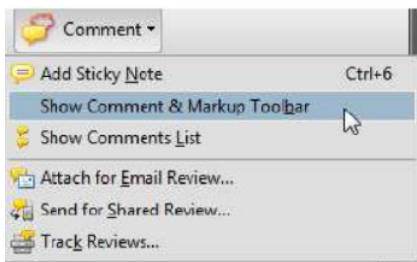 Comment
Add Sticky Note Ctrl+6
Show Comment & Markup Toolbar
Show Comments List
Attach for Email Review...
Send for Shared Review...
Track Reviews...